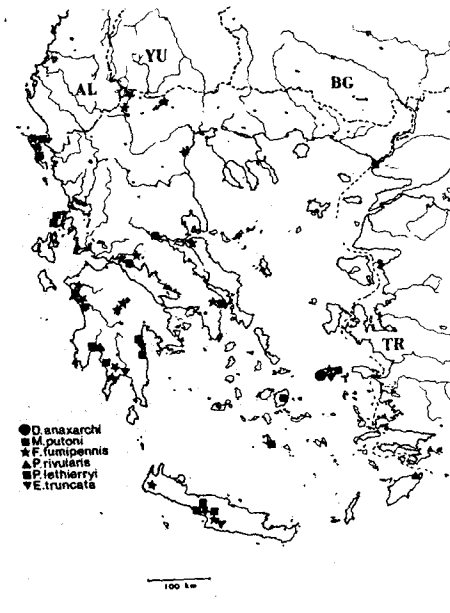 YU
AL
BG
TR
D.anaxarchi
M.putoni
F.fumipennis
P.rivularis
P.lethierryi
E.truncata
100 km